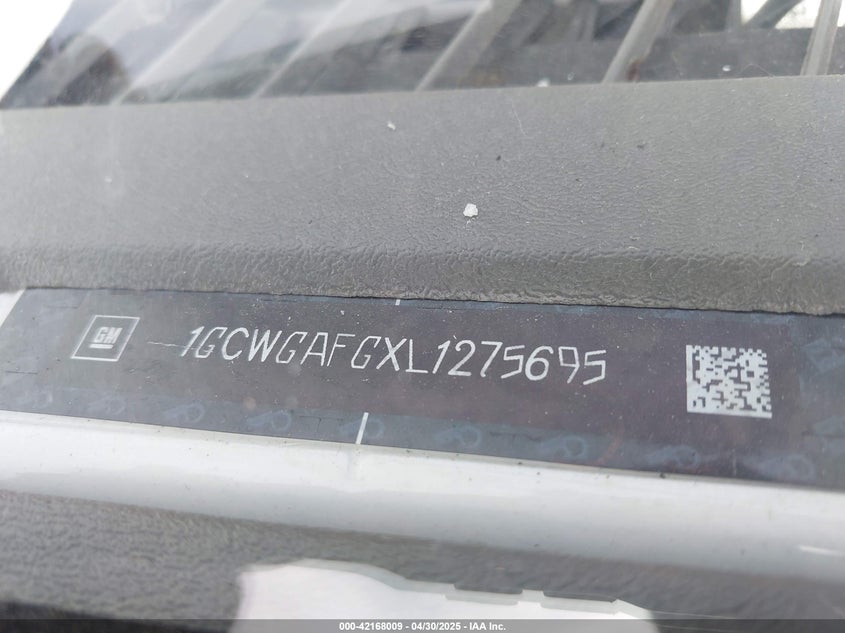 GM 1GCWGAFGXL1275695
000-42168009 - 04/30/2025 - IAA Inc.